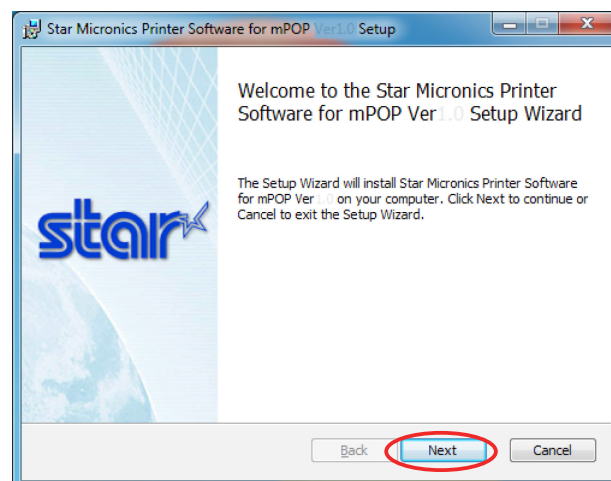 Star Micronics Printer Software for mPOP Ver1.0 Setup
Welcome to the Star Micronics Printer
Software for mPOP Ver1.0 Setup Wizard
The Setup Wizard will install Star Micronics Printer Software
for mPOP Ver1.0 on your computer. Click Next to continue or
Cancel to exit the Setup Wizard.
star
Back Next Cancel